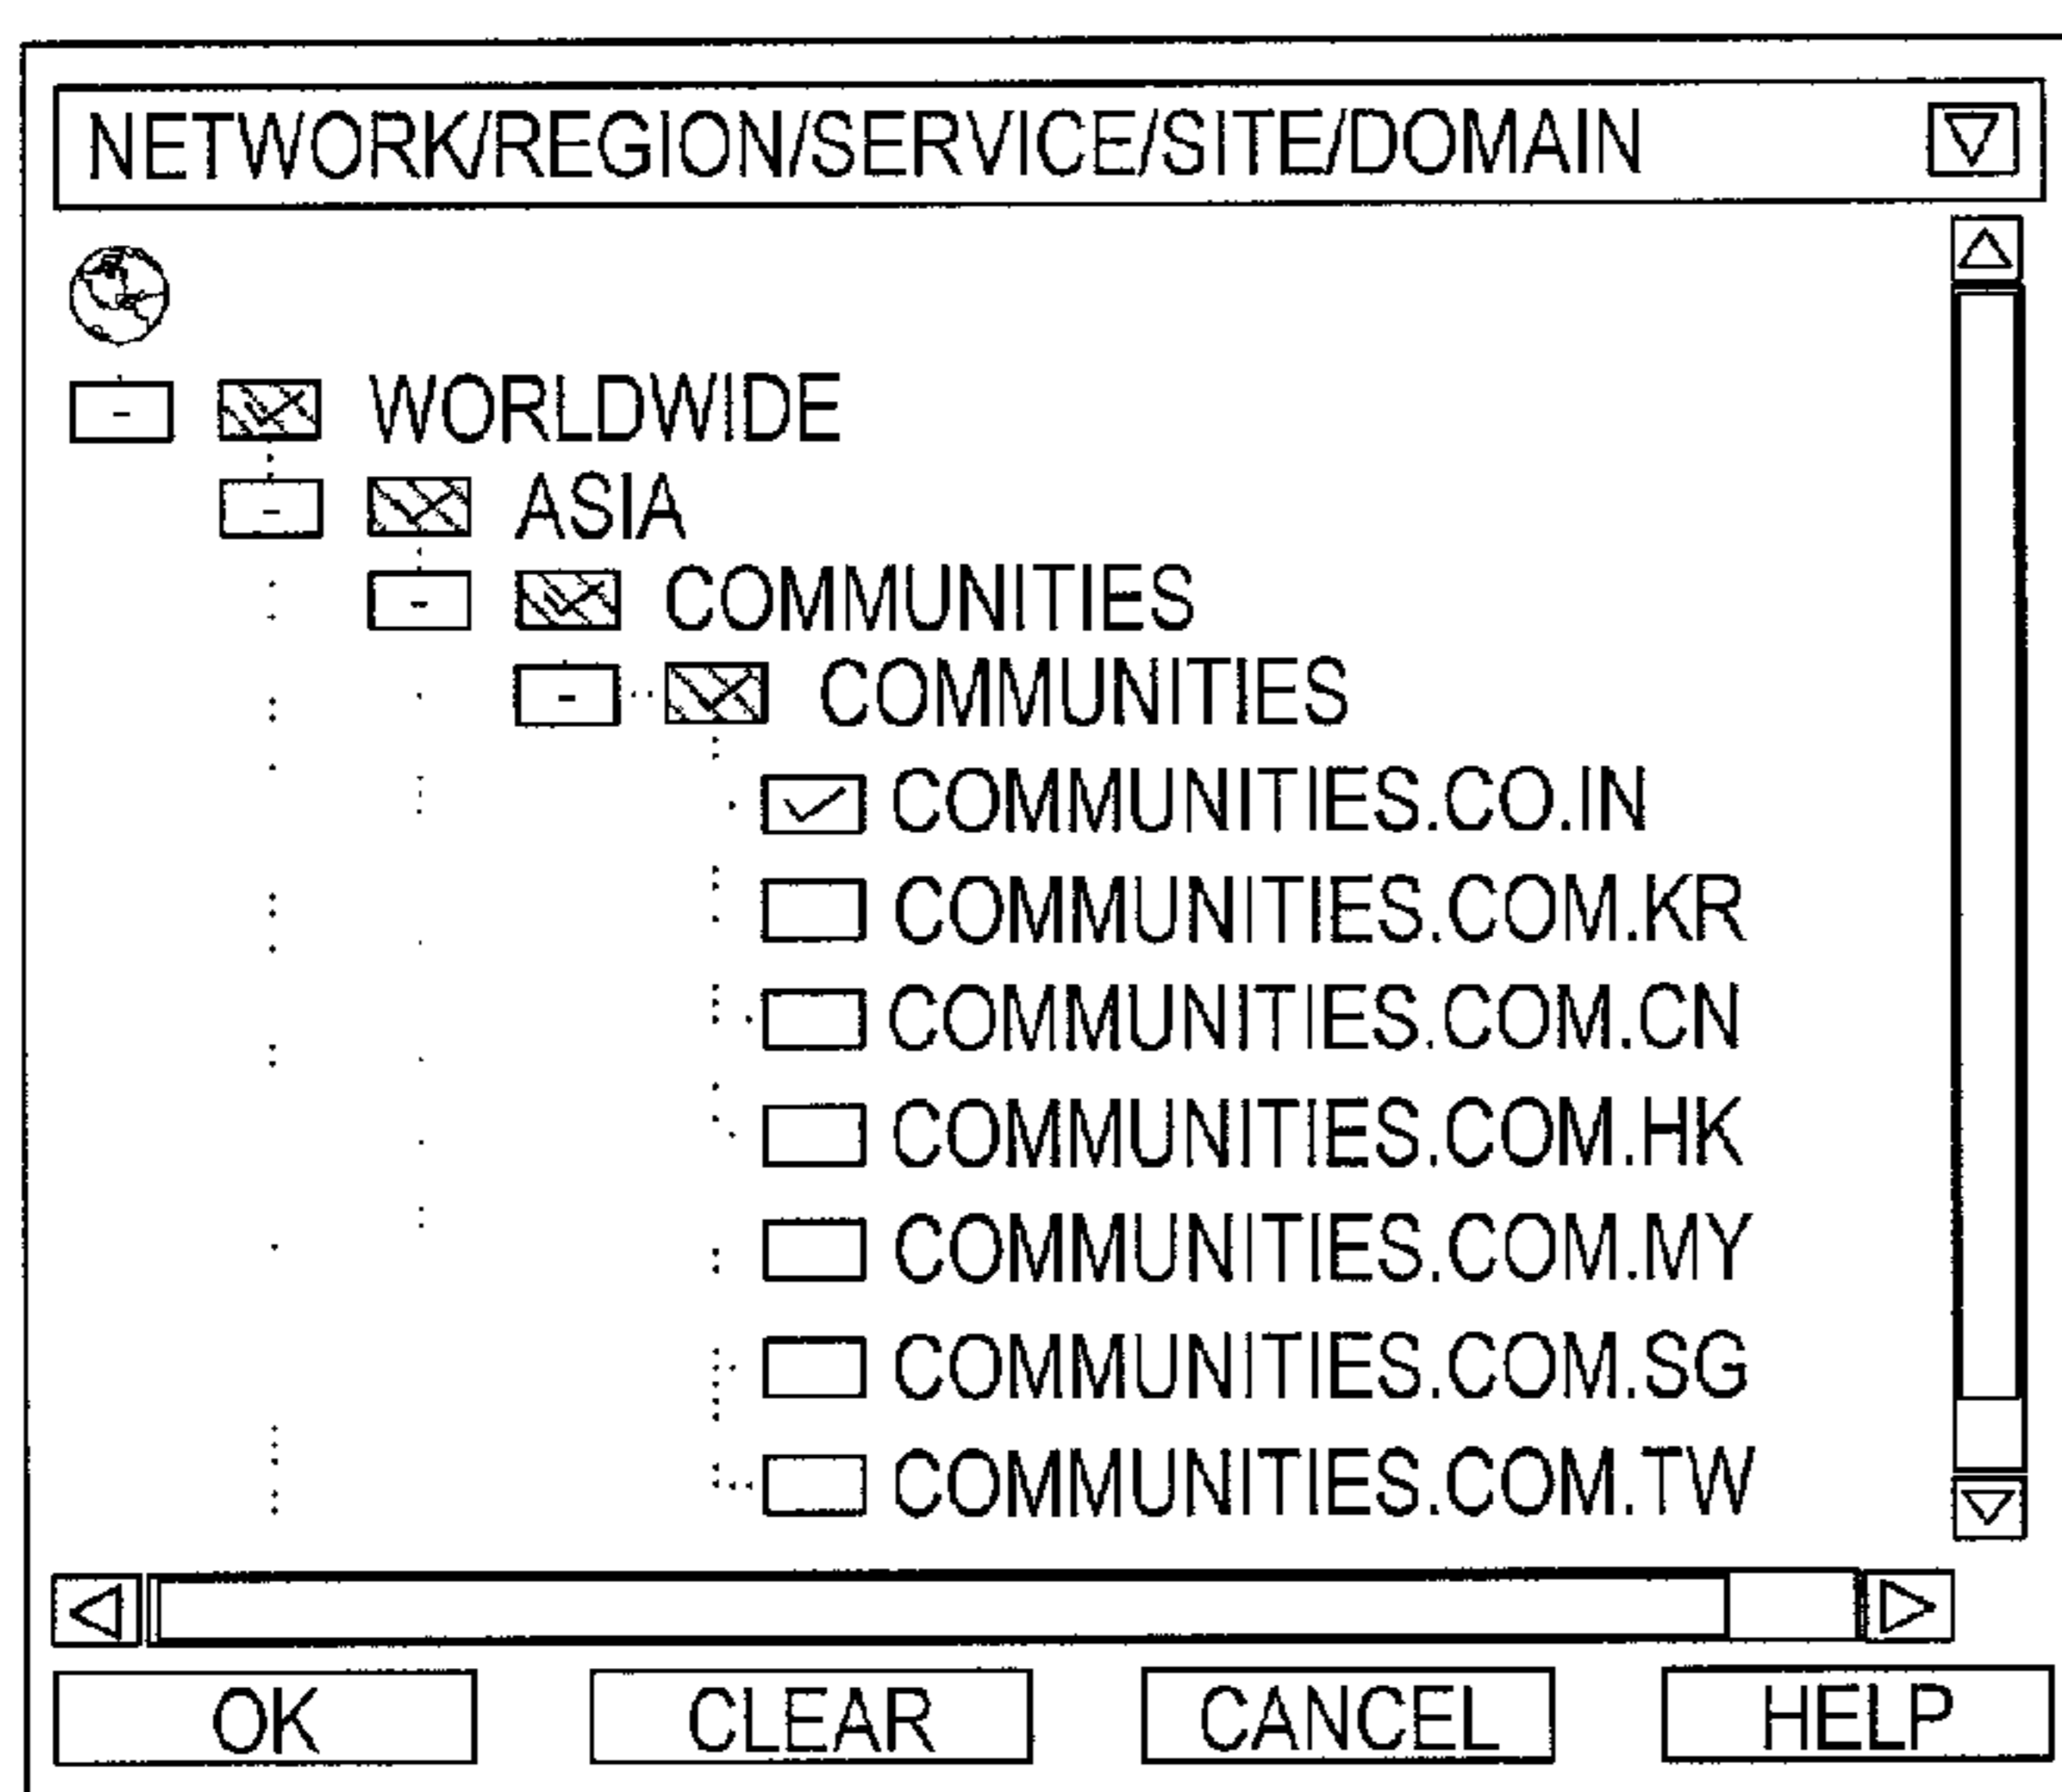 NETWORK/REGION/SERVICE/SITE/DOMAIN
WORLDWIDE
ASIA
COMMUNITIES
COMMUNITIES
COMMUNITIES.CO.IN
COMMUNITIES.COM.KR
COMMUNITIES.COM.CN
COMMUNITIES.COM.HK
COMMUNITIES.COM.MY
COMMUNITIES.COM.SG
COMMUNITIES.COM.TW
OK CLEAR CANCEL HELP